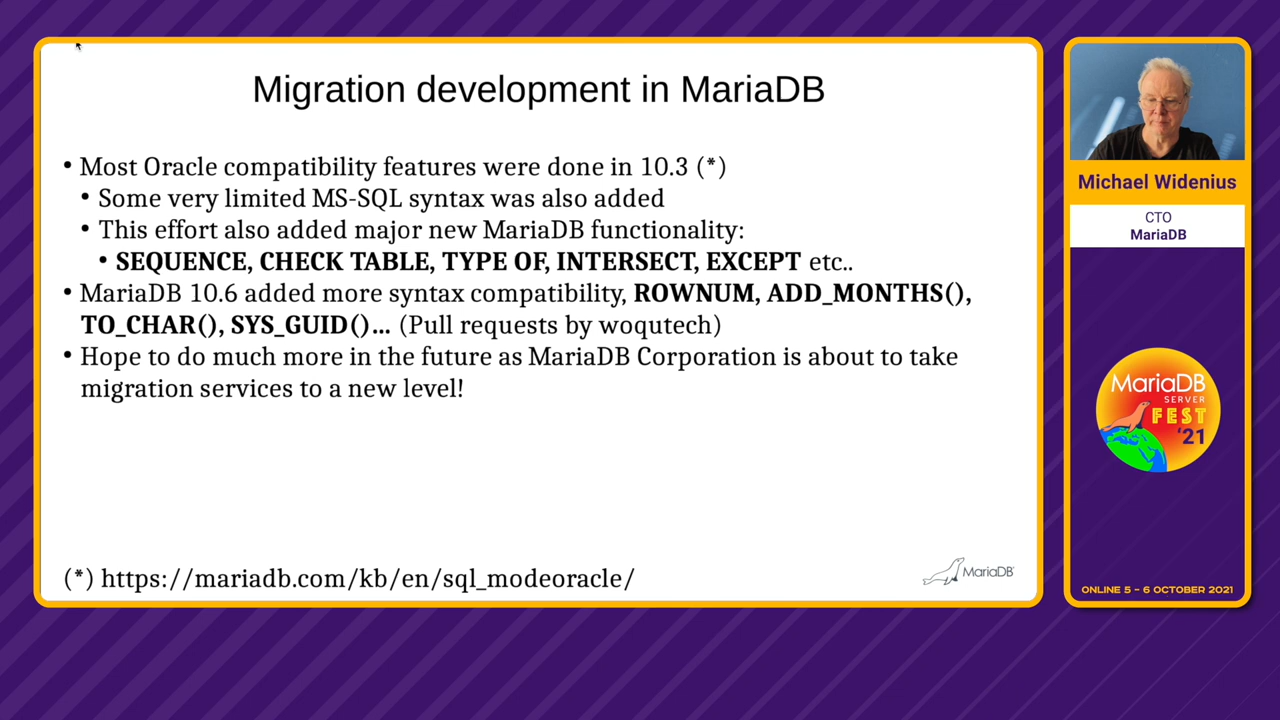 Migration development in MariaDB
• Most Oracle compatibility features were done in 10.3 (*)
• Some very limited MS-SQL syntax was also added
• This effort also added major new MariaDB functionality:
• SEQUENCE, CHECK TABLE, TYPE OF, INTERSECT, EXCEPT etc..
• MariaDB 10.6 added more syntax compatibility, ROWNUM, ADD_MONTHS(),
TO_CHAR(), SYS_GUID()... (Pull requests by woqutech)
• Hope to do much more in the future as MariaDB Corporation is about to take
migration services to a new level!
(*) https://mariadb.com/kb/en/sql_modeoracle/
MariaDB
Michael Widenius
CTO
MariaDB
MariaDB
SERVER
FEST
'21
ONLINE 5 – 6 OCTOBER 2021